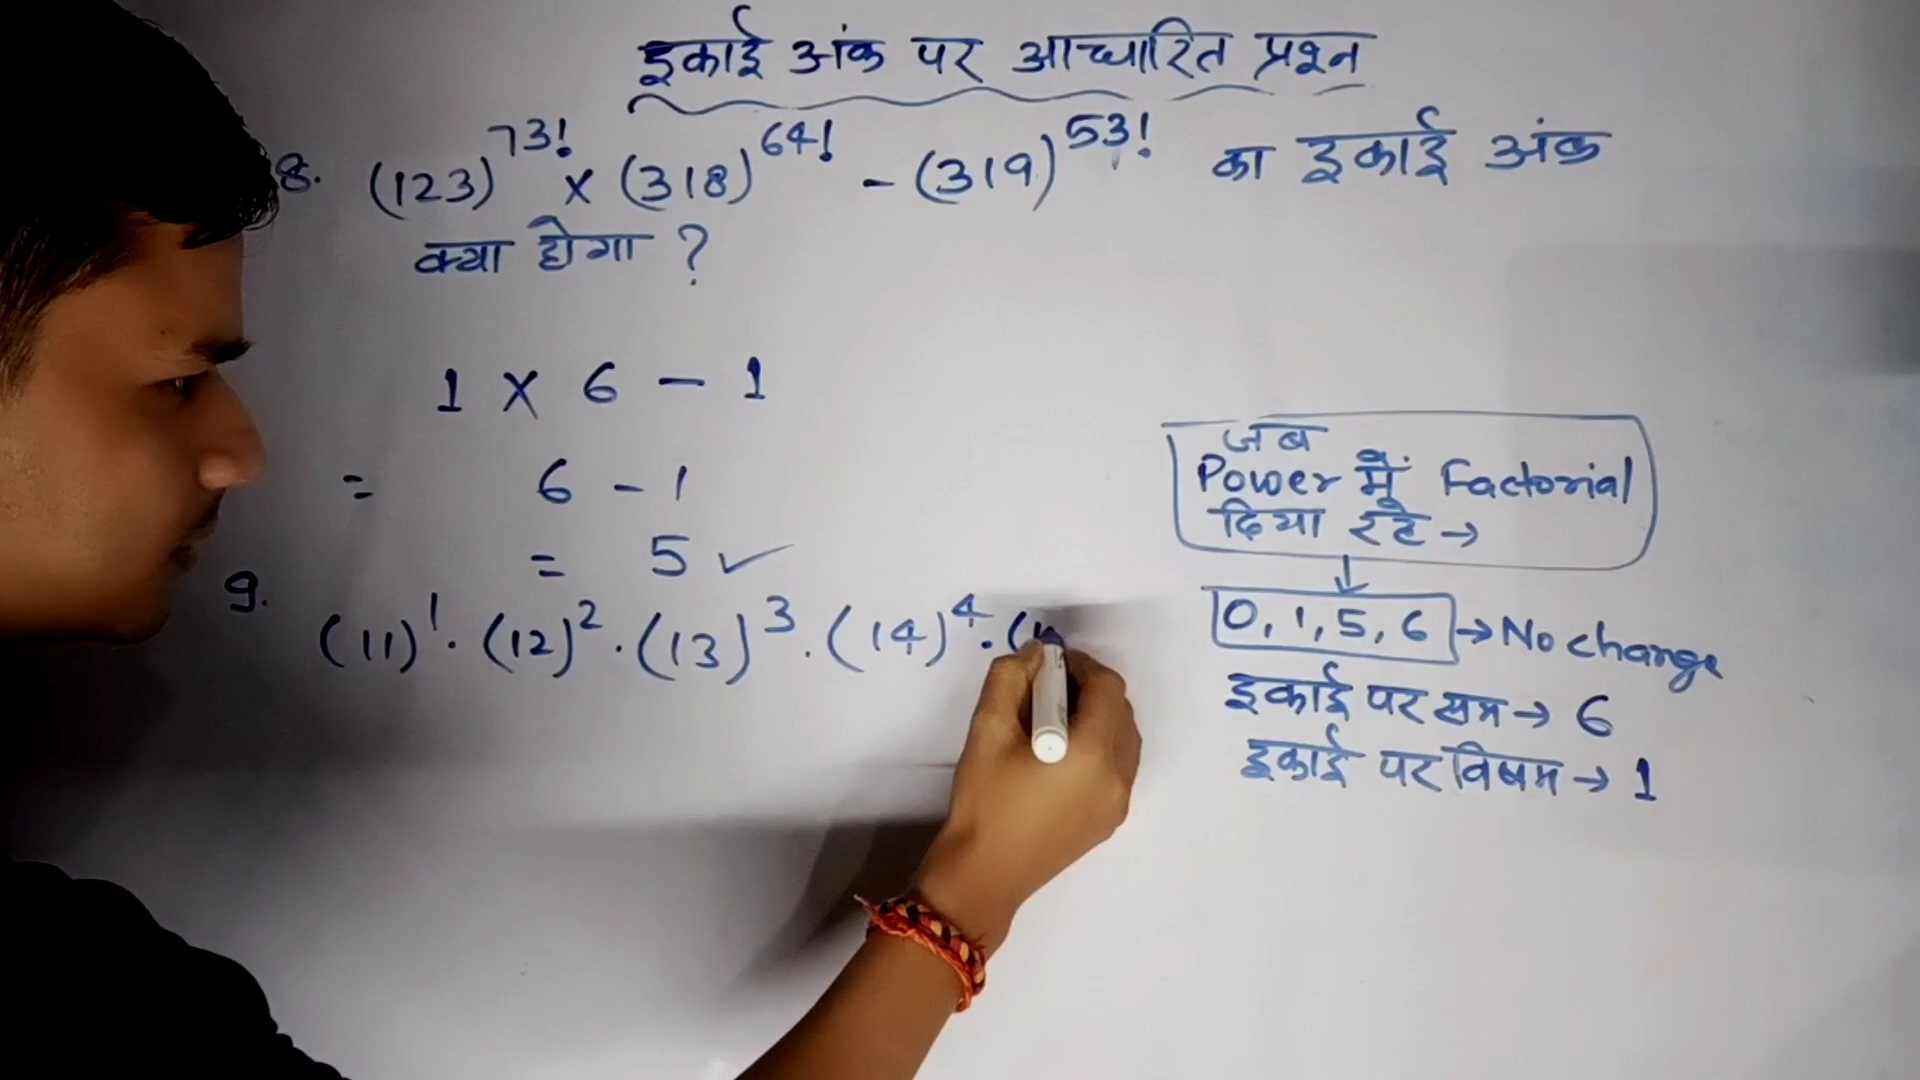 इकाई अंक पर आधारित प्रश्न
8. (123)^73! × (318)^64! - (319)^53! का इकाई अंक
क्या होगा ?
1 × 6 - 1
= 6 - 1
= 5 ✓
9. (11)^1 . (12)^2 . (13)^3 . (14)^4 . (1
जब
Power में Factorial
दिया रहे →
↓
0, 1, 5, 6 → No change
इकाई पर सम → 6
इकाई पर विषम → 1